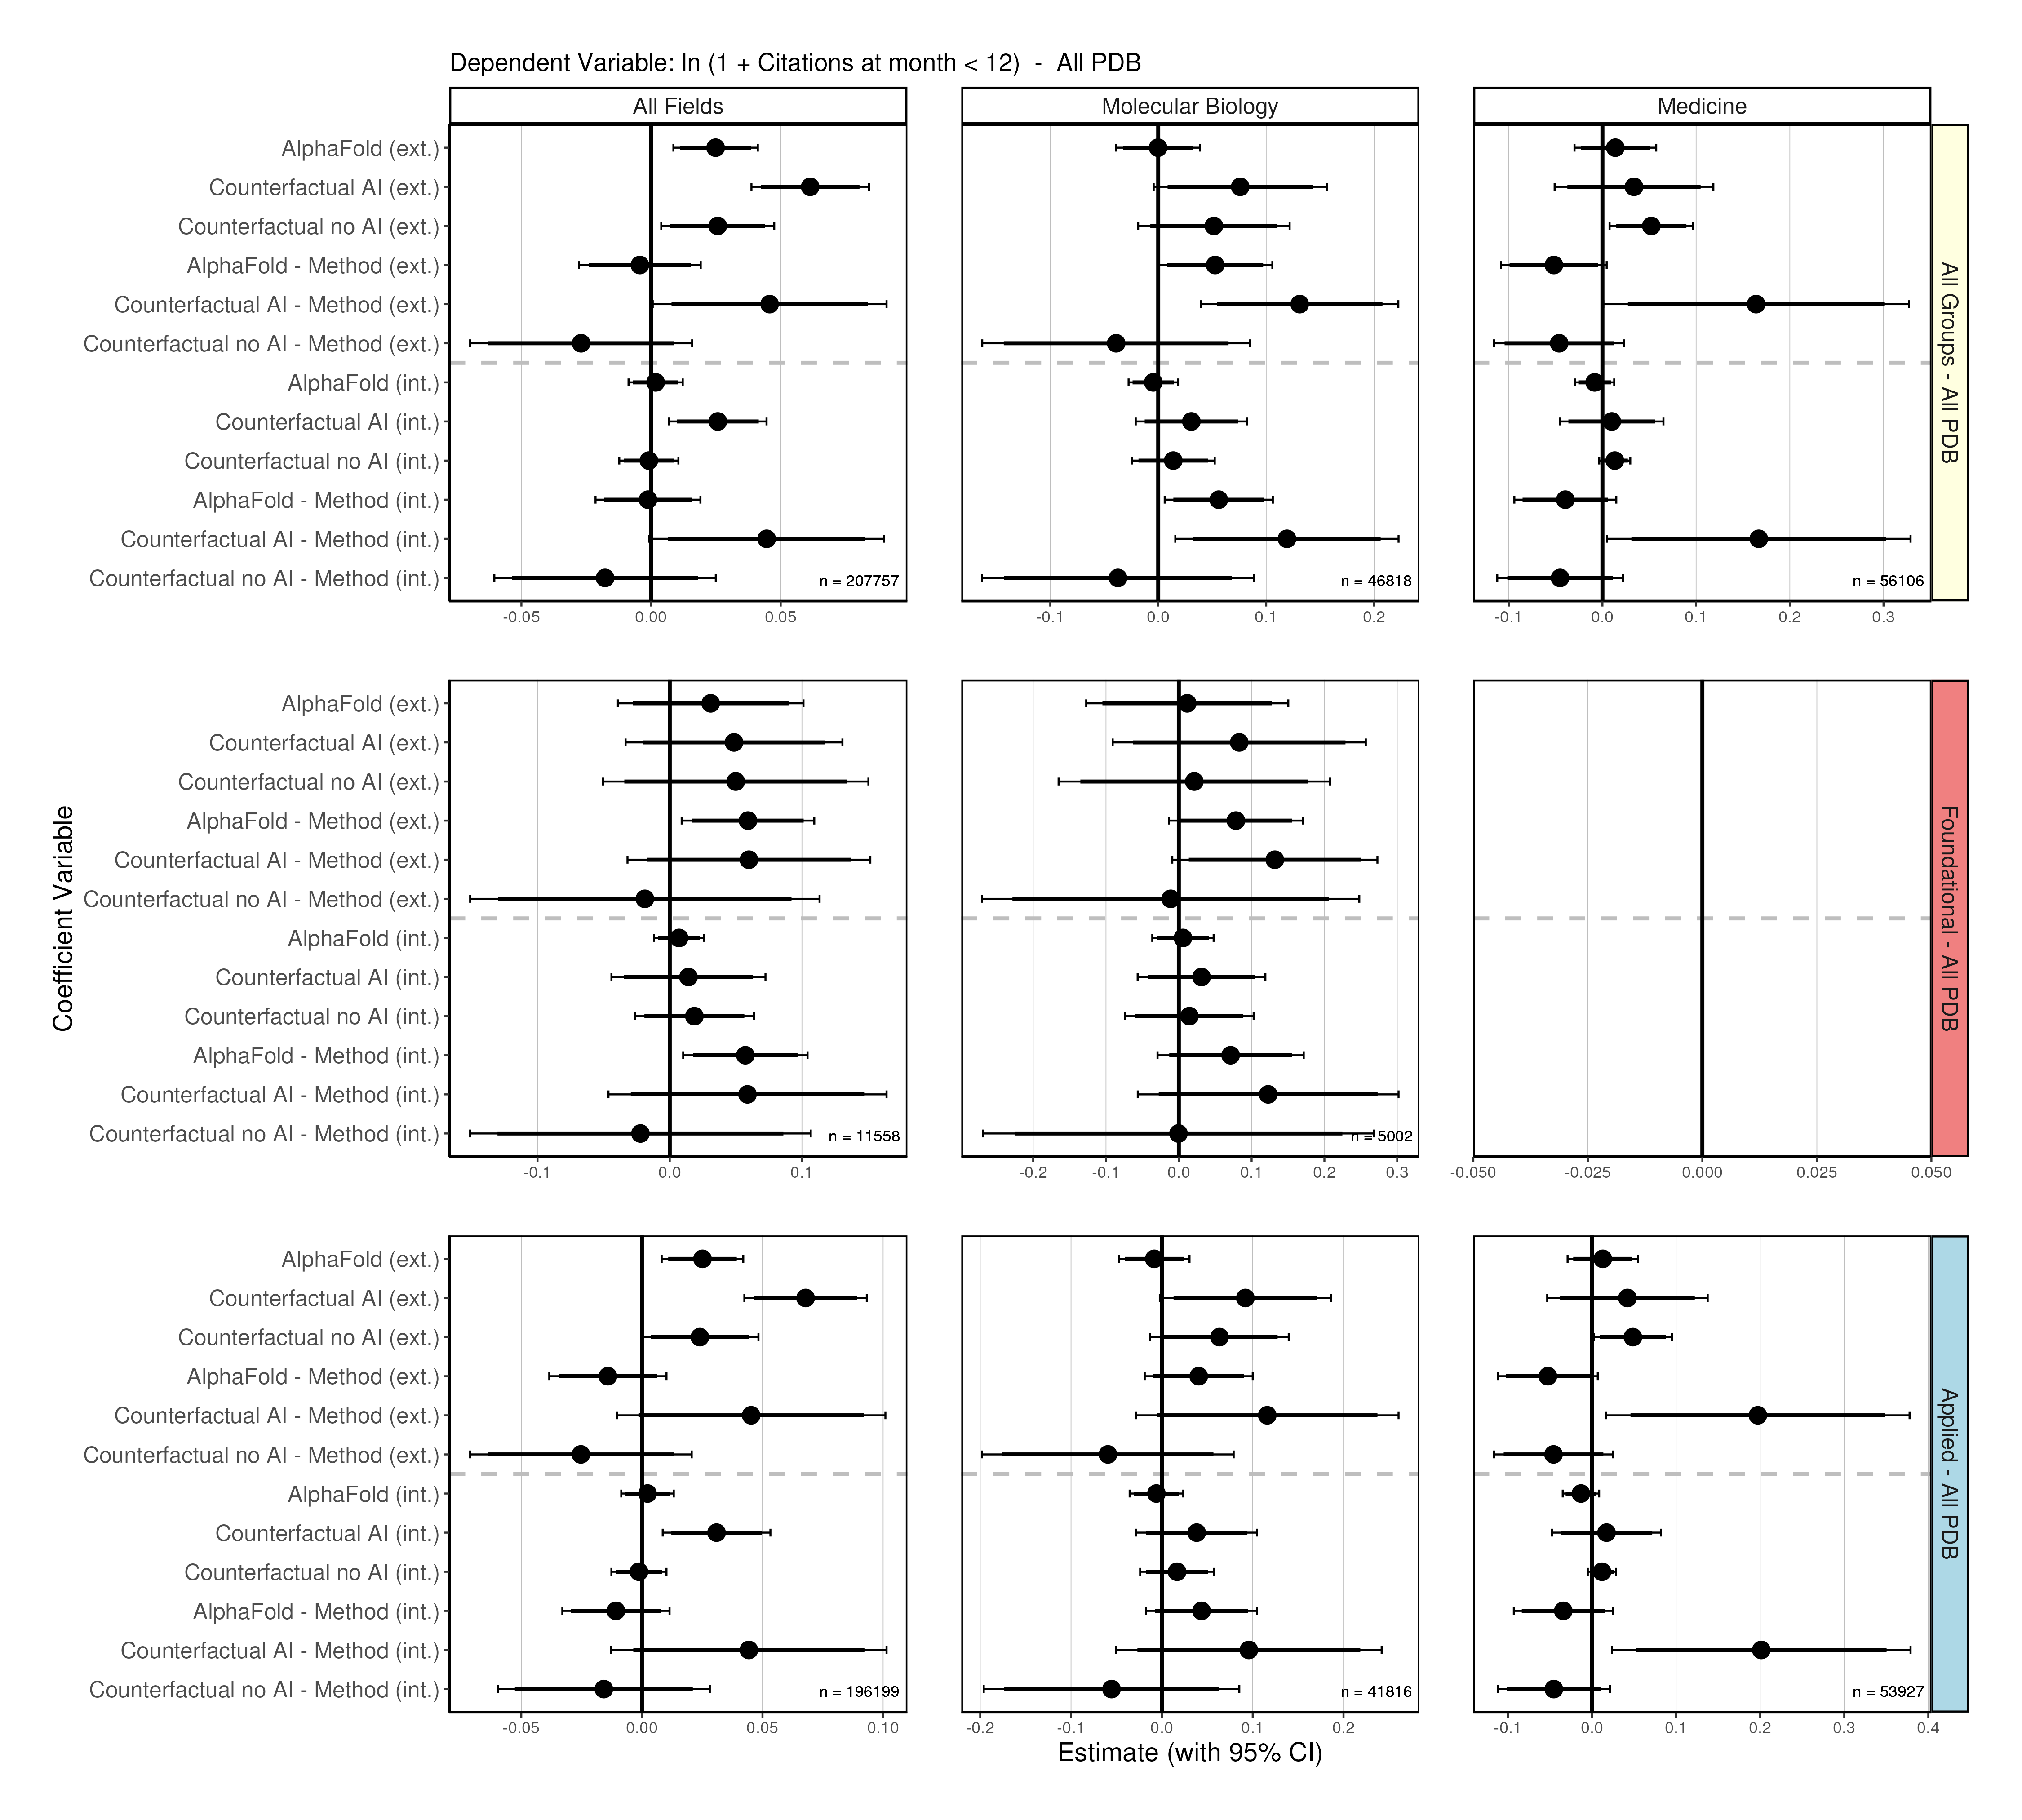 Dependent Variable: ln (1 + Citations at month < 12) - All PDB
All Fields
Molecular Biology
Medicine
AlphaFold (ext.)
Counterfactual AI (ext.)
Counterfactual no AI (ext.)
AlphaFold - Method (ext.)
Counterfactual AI - Method (ext.)
Counterfactual no AI - Method (ext.)
AlphaFold (int.)
Counterfactual AI (int.)
Counterfactual no AI (int.)
AlphaFold - Method (int.)
Counterfactual AI - Method (int.)
Counterfactual no AI - Method (int.)
n = 207757
n = 46818
n = 56106
All Groups - All PDB
-0.05 0.00 0.05
-0.1 0.0 0.1 0.2
-0.1 0.0 0.1 0.2 0.3
Coefficient Variable
AlphaFold (ext.)
Counterfactual AI (ext.)
Counterfactual no AI (ext.)
AlphaFold - Method (ext.)
Counterfactual AI - Method (ext.)
Counterfactual no AI - Method (ext.)
AlphaFold (int.)
Counterfactual AI (int.)
Counterfactual no AI (int.)
AlphaFold - Method (int.)
Counterfactual AI - Method (int.)
Counterfactual no AI - Method (int.)
n = 11558
n = 5002
Foundational - All PDB
-0.1 0.0 0.1
-0.2 -0.1 0.0 0.1 0.2 0.3
-0.050 -0.025 0.000 0.025 0.050
AlphaFold (ext.)
Counterfactual AI (ext.)
Counterfactual no AI (ext.)
AlphaFold - Method (ext.)
Counterfactual AI - Method (ext.)
Counterfactual no AI - Method (ext.)
AlphaFold (int.)
Counterfactual AI (int.)
Counterfactual no AI (int.)
AlphaFold - Method (int.)
Counterfactual AI - Method (int.)
Counterfactual no AI - Method (int.)
n = 196199
n = 41816
n = 53927
Applied - All PDB
-0.05 0.00 0.05 0.10
-0.2 -0.1 0.0 0.1 0.2
-0.1 0.0 0.1 0.2 0.3 0.4
Estimate (with 95% CI)